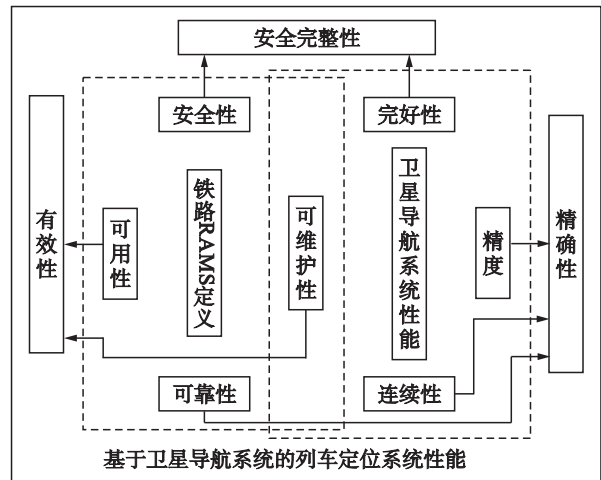 安全完整性
安全性
完好性
有效性
可用性
铁路RAMS定义
可维护性
卫星导航系统性能
精度
精确性
可靠性
连续性
基于卫星导航系统的列车定位系统性能